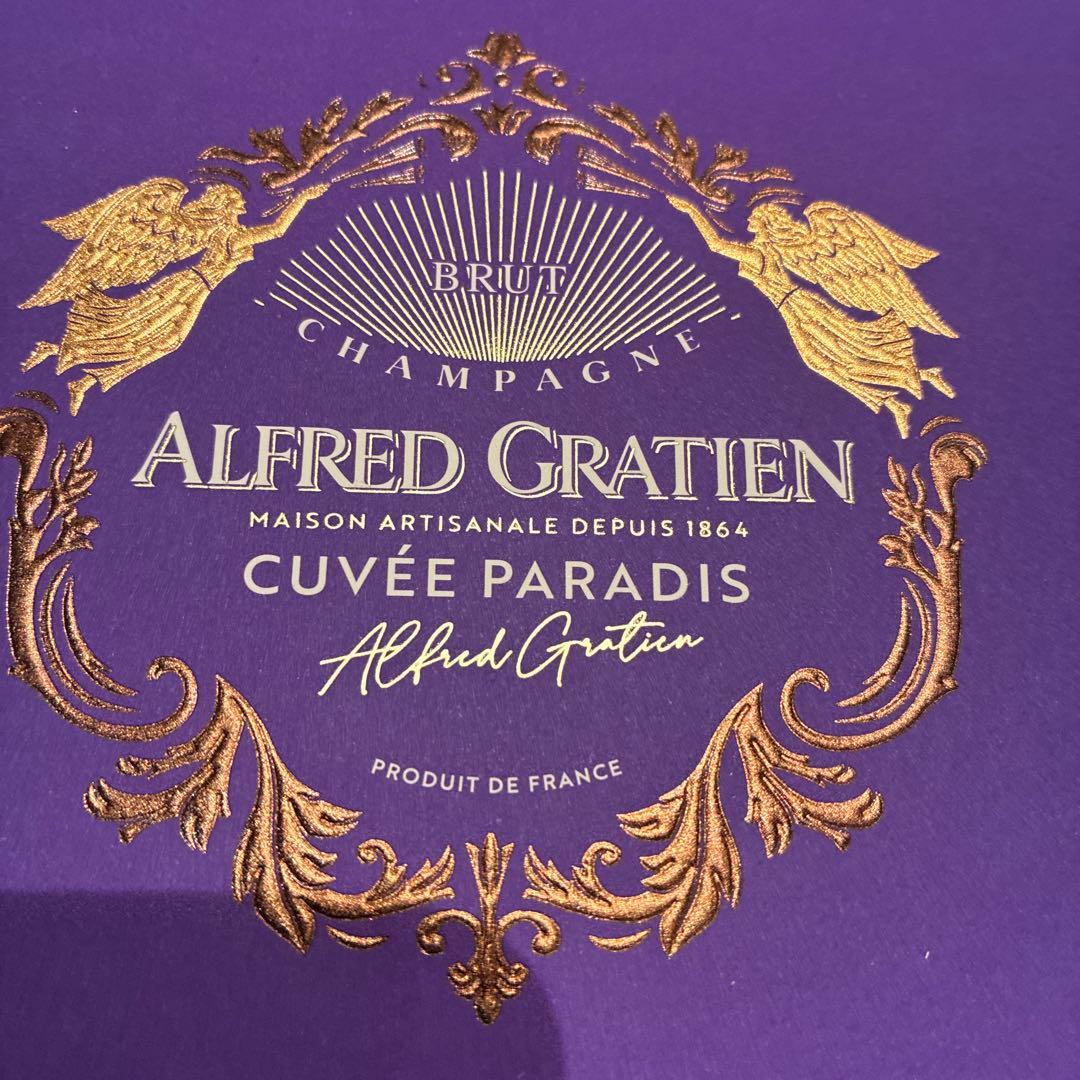 BRUT
CHAMPAGNE
ALFRED GRATIEN
MAISON ARTISANALE DEPUIS 1864
CUVÉE PARADIS
Alfred Gratien
PRODUIT DE FRANCE